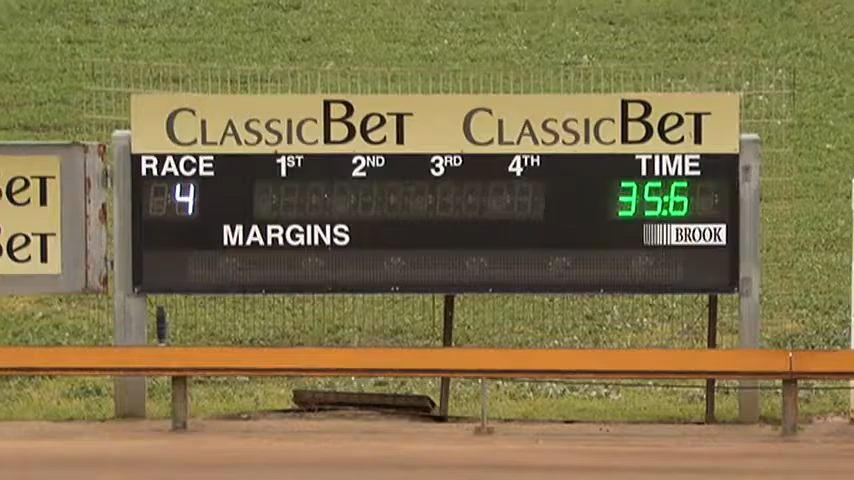 CLASSICBET CLASSICBET
RACE 1ST 2ND 3RD 4TH TIME
4 35:6
MARGINS BROOK
BET
BET